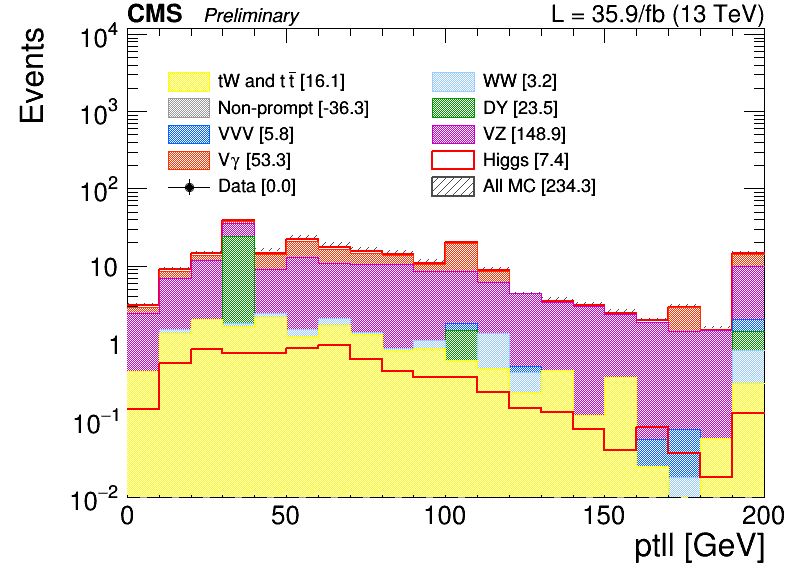 CMS Preliminary L = 35.9/fb (13 TeV)
Events
10⁴
10³
10²
10
1
10⁻¹
10⁻²
tW and tt̄ [16.1]
Non-prompt [-36.3]
VVV [5.8]
Vγ [53.3]
Data [0.0]
WW [3.2]
DY [23.5]
VZ [148.9]
Higgs [7.4]
All MC [234.3]
0 50 100 150 200
ptll [GeV]